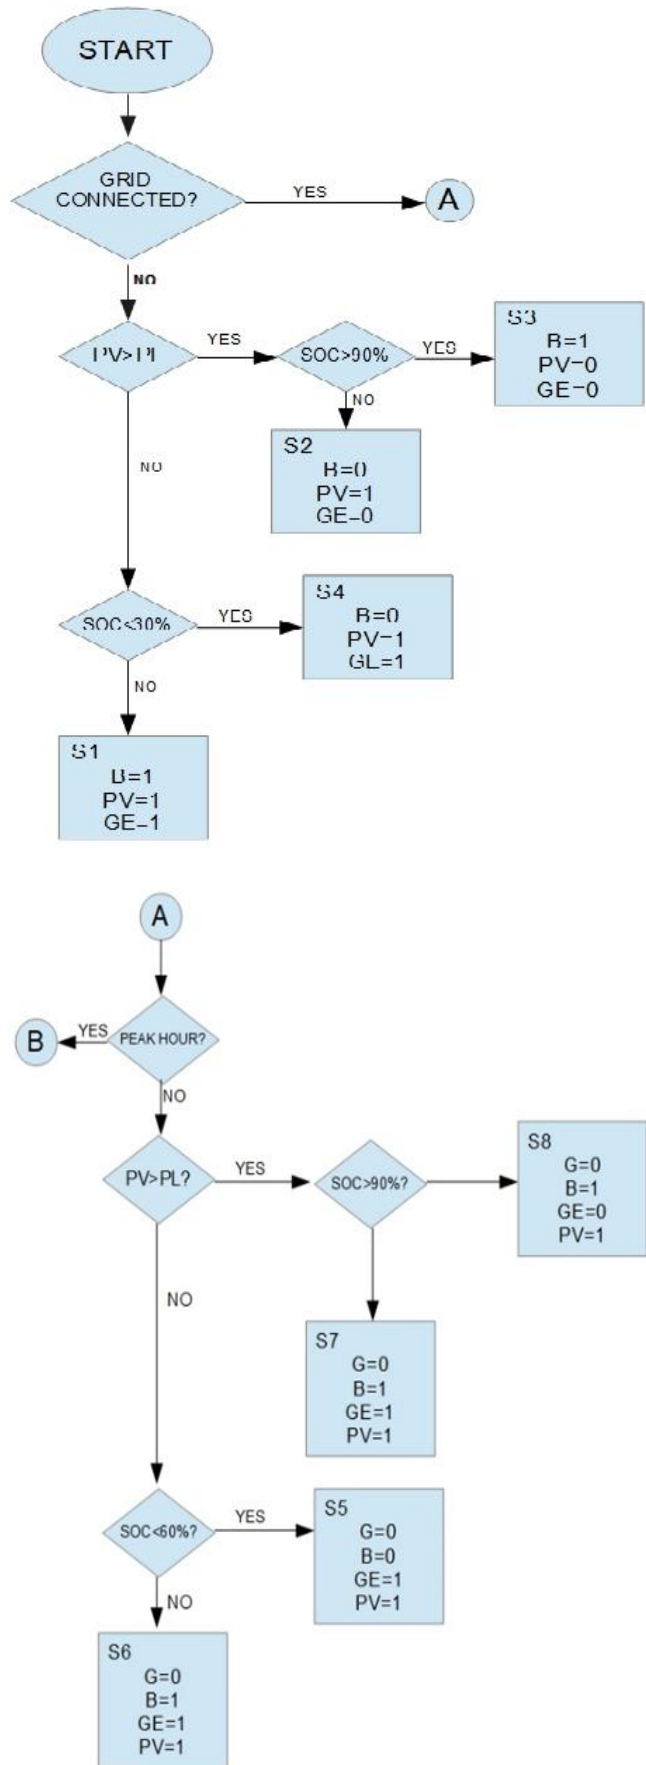 START
GRID
CONNECTED?
YES
A
NO
PV>PL
YES
SOC>90%
YES
S3
B=1
PV=0
GE=0
NO
S2
B=0
PV=1
GE=0
NO
SOC<30%
YES
S4
B=0
PV=1
GL=1
NO
S1
B=1
PV=1
GE=1
A
B
YES
PEAK HOUR?
NO
PV>PL?
YES
SOC>90%?
S8
G=0
B=1
GE=0
PV=1
NO
S7
G=0
B=1
GE=1
PV=1
SOC<60%?
YES
S5
G=0
B=0
GE=1
PV=1
NO
S6
G=0
B=1
GE=1
PV=1